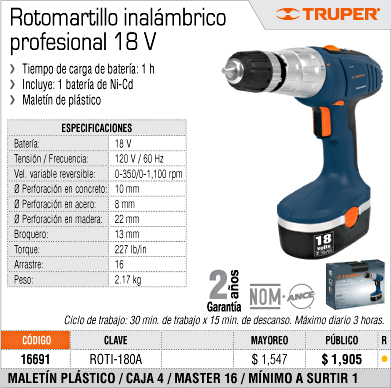 Rotomartillo inalámbrico
profesional 18 V
TRUPER®
Tiempo de carga de batería: 1 h
Incluye: 1 batería de Ni-Cd
Maletín de plástico
ESPECIFICACIONES
Batería: 18 V
Tensión / Frecuencia: 120 V / 60 Hz
Vel. variable reversible: 0-350/0-1,100 rpm
Ø Perforación en concreto: 10 mm
Ø Perforación en acero: 8 mm
Ø Perforación en madera: 22 mm
Broquero: 13 mm
Torque: 227 lb/in
Arrastre: 16
Peso: 2.17 kg
18
volts
2 años
Garantía
NOM-ANCE
Ciclo de trabajo: 30 min. de trabajo x 15 min. de descanso. Máximo diario 3 horas.
CÓDIGO CLAVE MAYOREO PÚBLICO R
16691 ROTI-180A $ 1,547 $ 1,905
MALETÍN PLÁSTICO / CAJA 4 / MASTER 16 / MÍNIMO A SURTIR 1